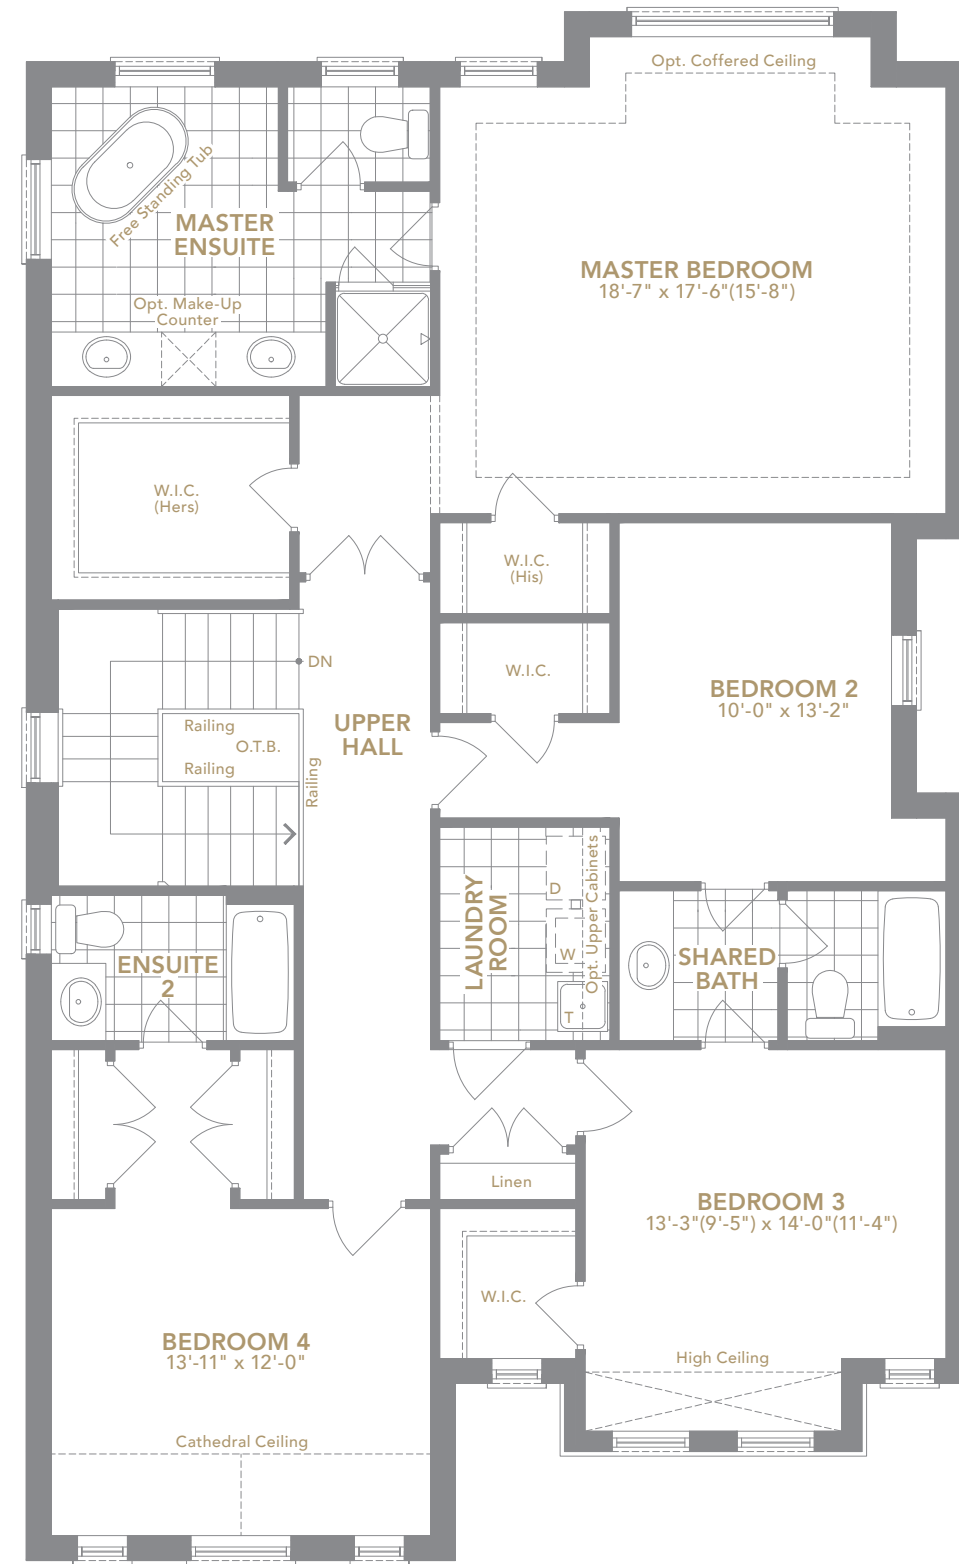 Opt. Coffered Ceiling
Free Standing Tub
MASTER
ENSUITE
MASTER BEDROOM
18'-7" x 17'-6"(15'-8")
Opt. Make-Up
Counter
W.I.C.
(Hers)
W.I.C.
(His)
DN
W.I.C.
BEDROOM 2
10'-0" x 13'-2"
Railing
O.T.B.
Railing
Railing
UPPER
HALL
LAUNDRY
ROOM
D
W
T
Opt. Upper Cabinets
ENSUITE
2
SHARED
BATH
Linen
BEDROOM 3
13'-3"(9'-5") x 14'-0"(11'-4")
W.I.C.
BEDROOM 4
13'-11" x 12'-0"
High Ceiling
Cathedral Ceiling